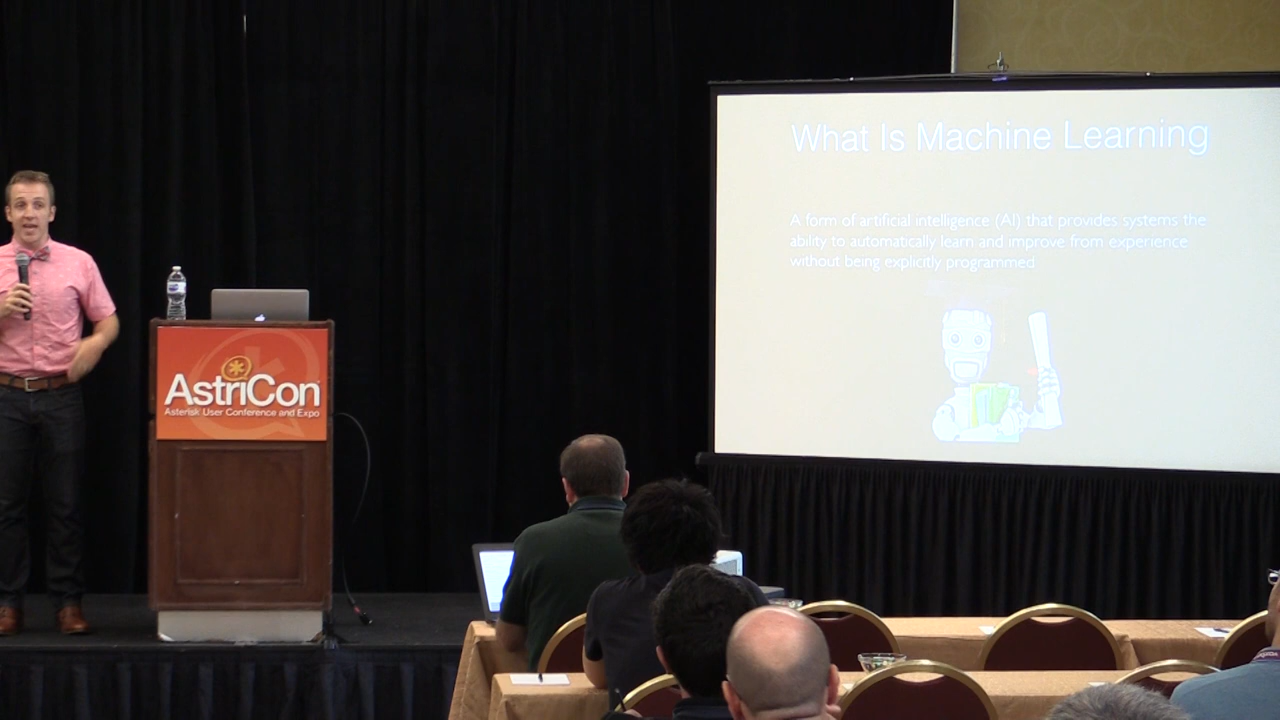 What Is Machine Learning
A form of artificial intelligence (AI) that provides systems the
ability to automatically learn and improve from experience
without being explicitly programmed
AstriCon
Asterisk User Conference and Expo